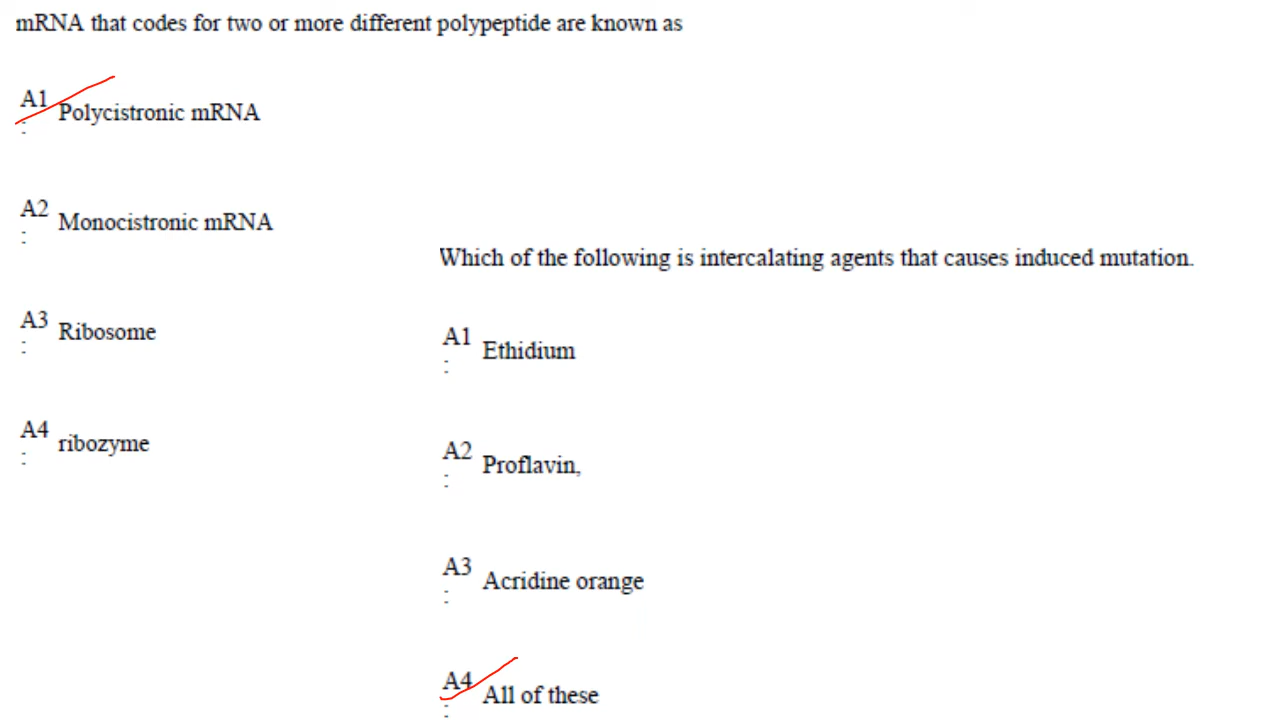 mRNA that codes for two or more different polypeptide are known as
A1
:
Polycistronic mRNA
A2
:
Monocistronic mRNA
A3
:
Ribosome
A4
:
ribozyme
Which of the following is intercalating agents that causes induced mutation.
A1
:
Ethidium
A2
:
Proflavin,
A3
:
Acridine orange
A4
:
All of these